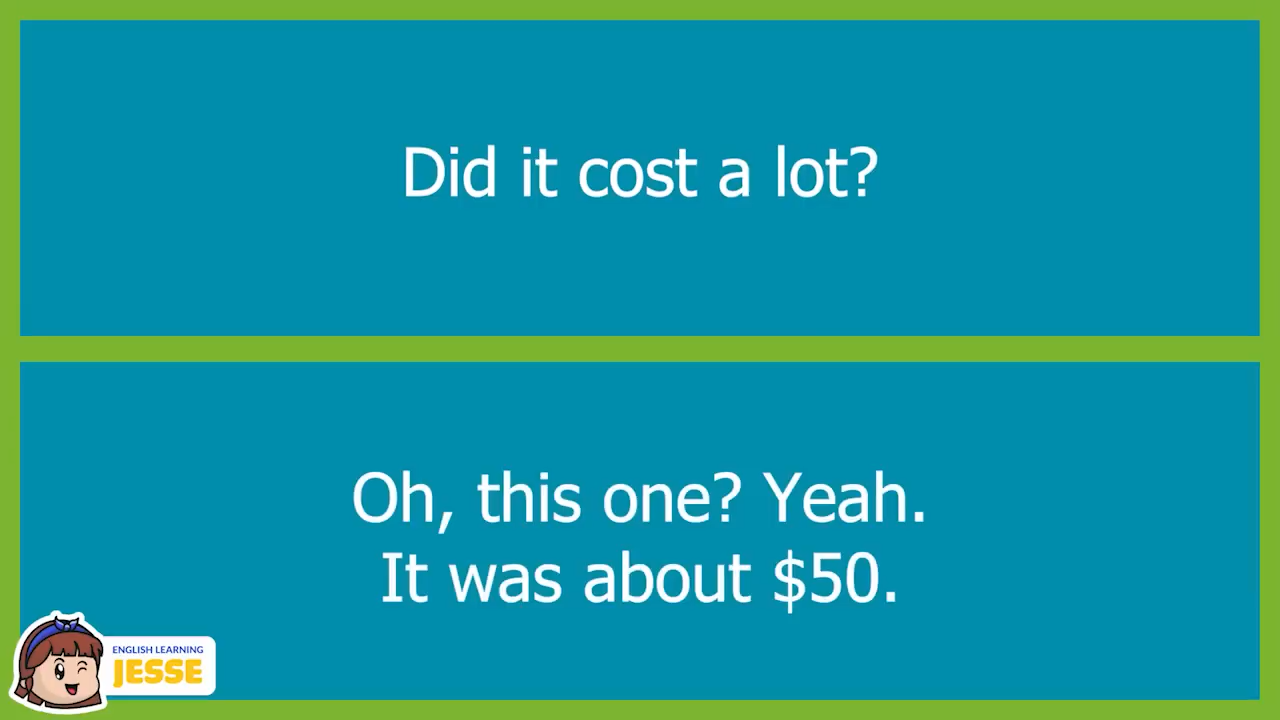 Did it cost a lot?
Oh, this one? Yeah.
It was about $50.
ENGLISH LEARNING
JESSE